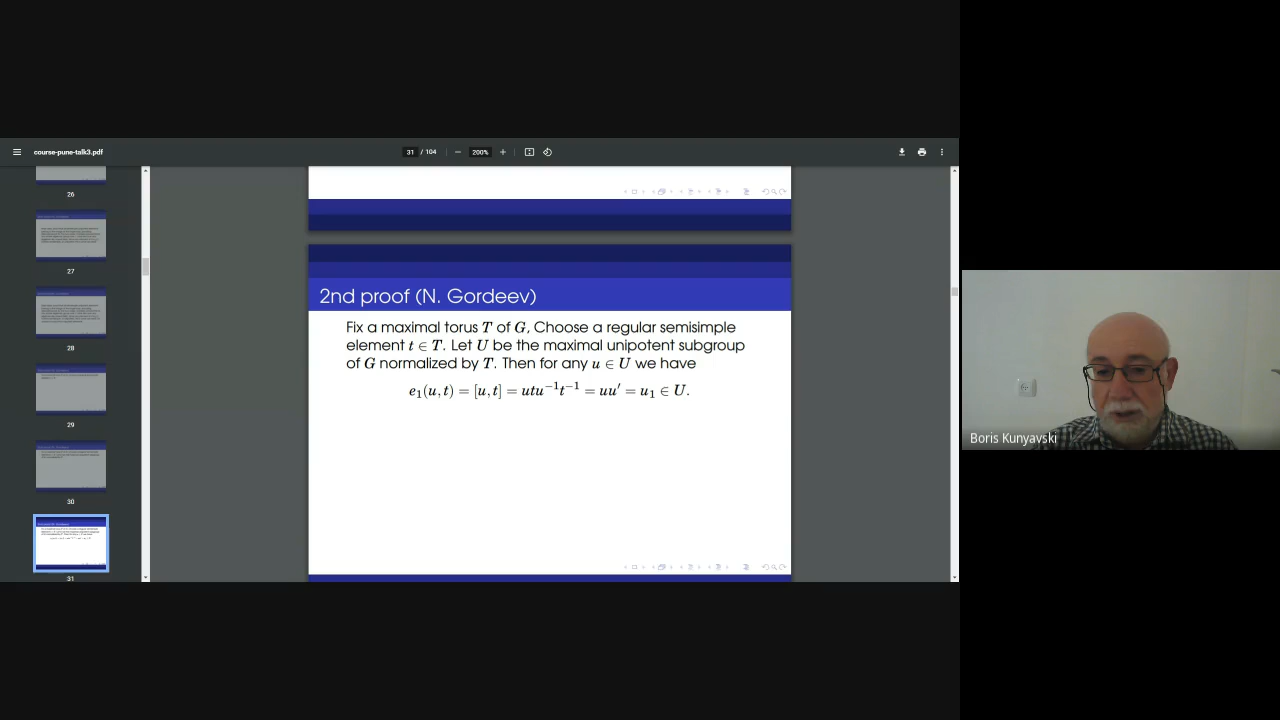 course-pune-talk3.pdf
31 / 104
200%
26
27
28
29
30
31
2nd proof (N. Gordeev)
Fix a maximal torus T of G, Choose a regular semisimple
element t ∈ T. Let U be the maximal unipotent subgroup
of G normalized by T. Then for any u ∈ U we have
e₁(u, t) = [u, t] = utu⁻¹t⁻¹ = uu′ = u₁ ∈ U.
Boris Kunyavski